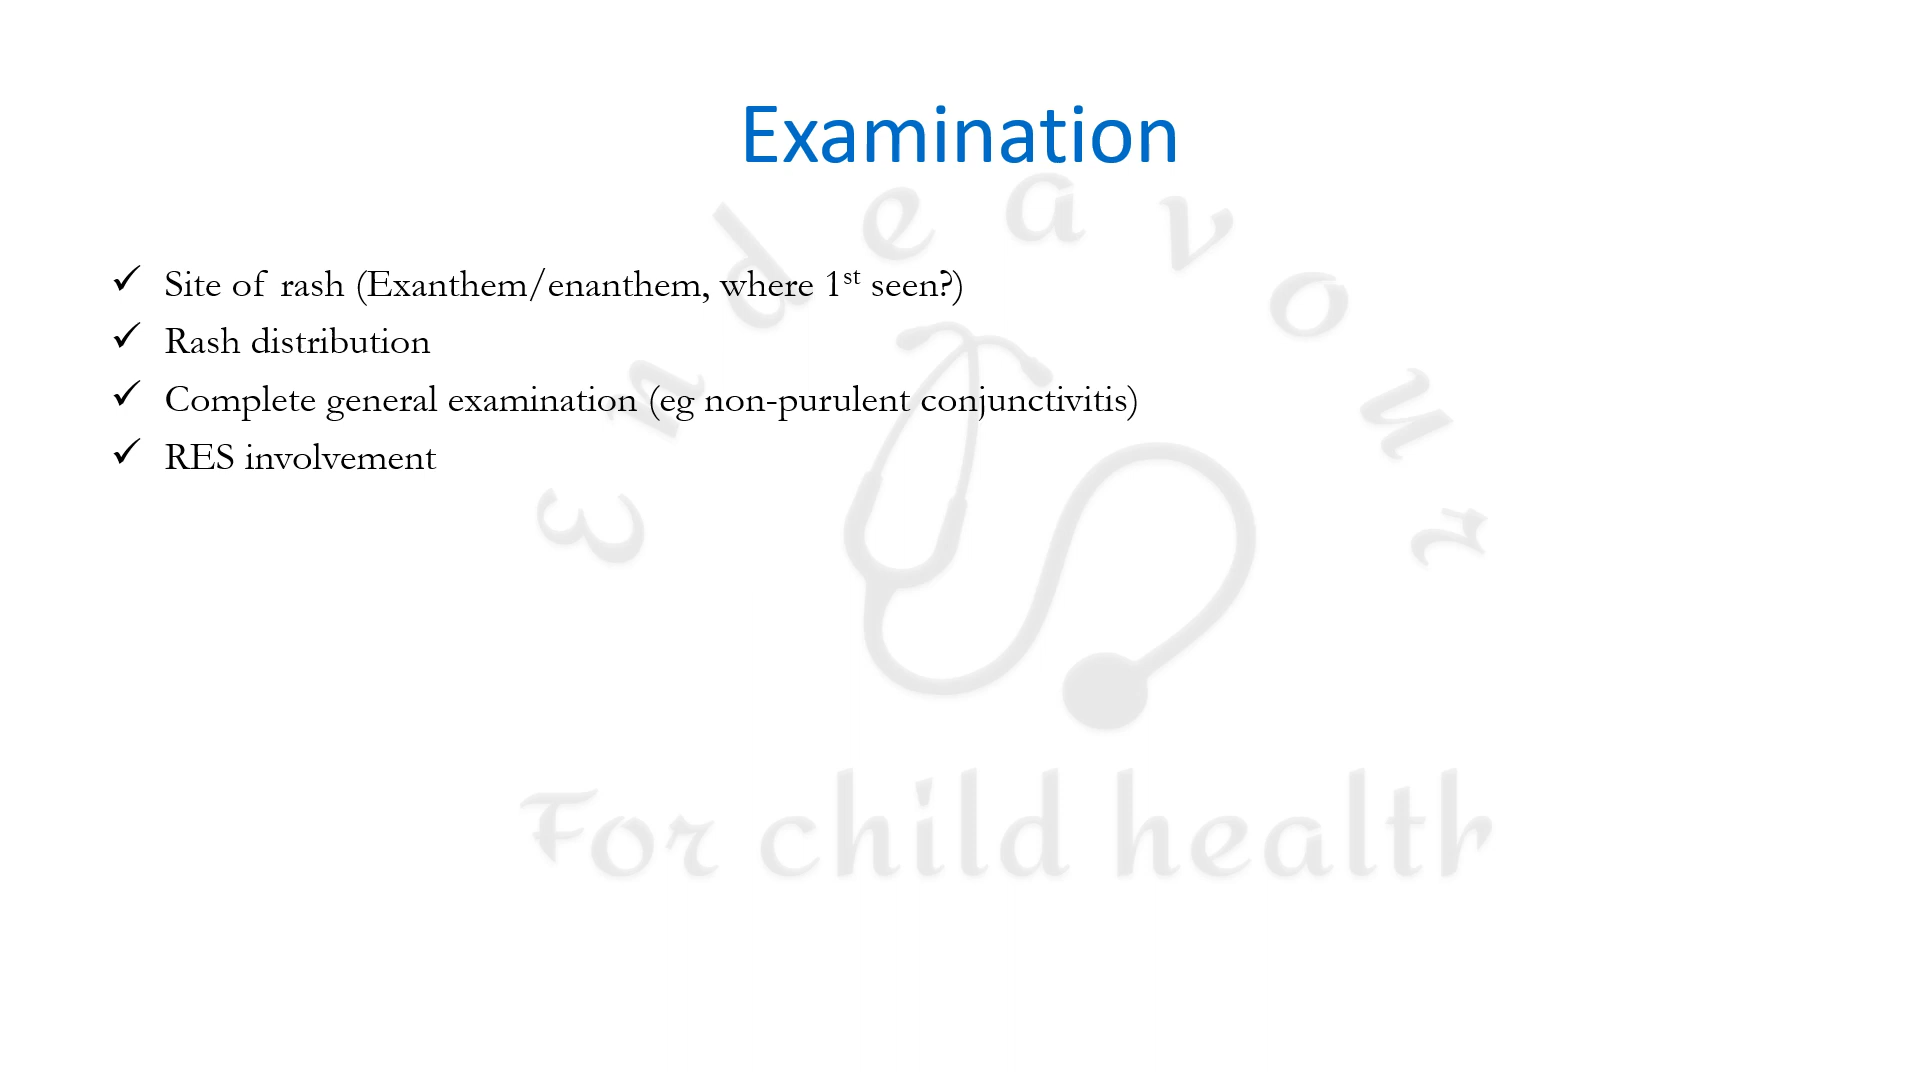 Examination
Endeavour
✓ Site of rash (Exanthem/enanthem, where 1st seen?)
✓ Rash distribution
✓ Complete general examination (eg non-purulent conjunctivitis)
✓ RES involvement
For child health